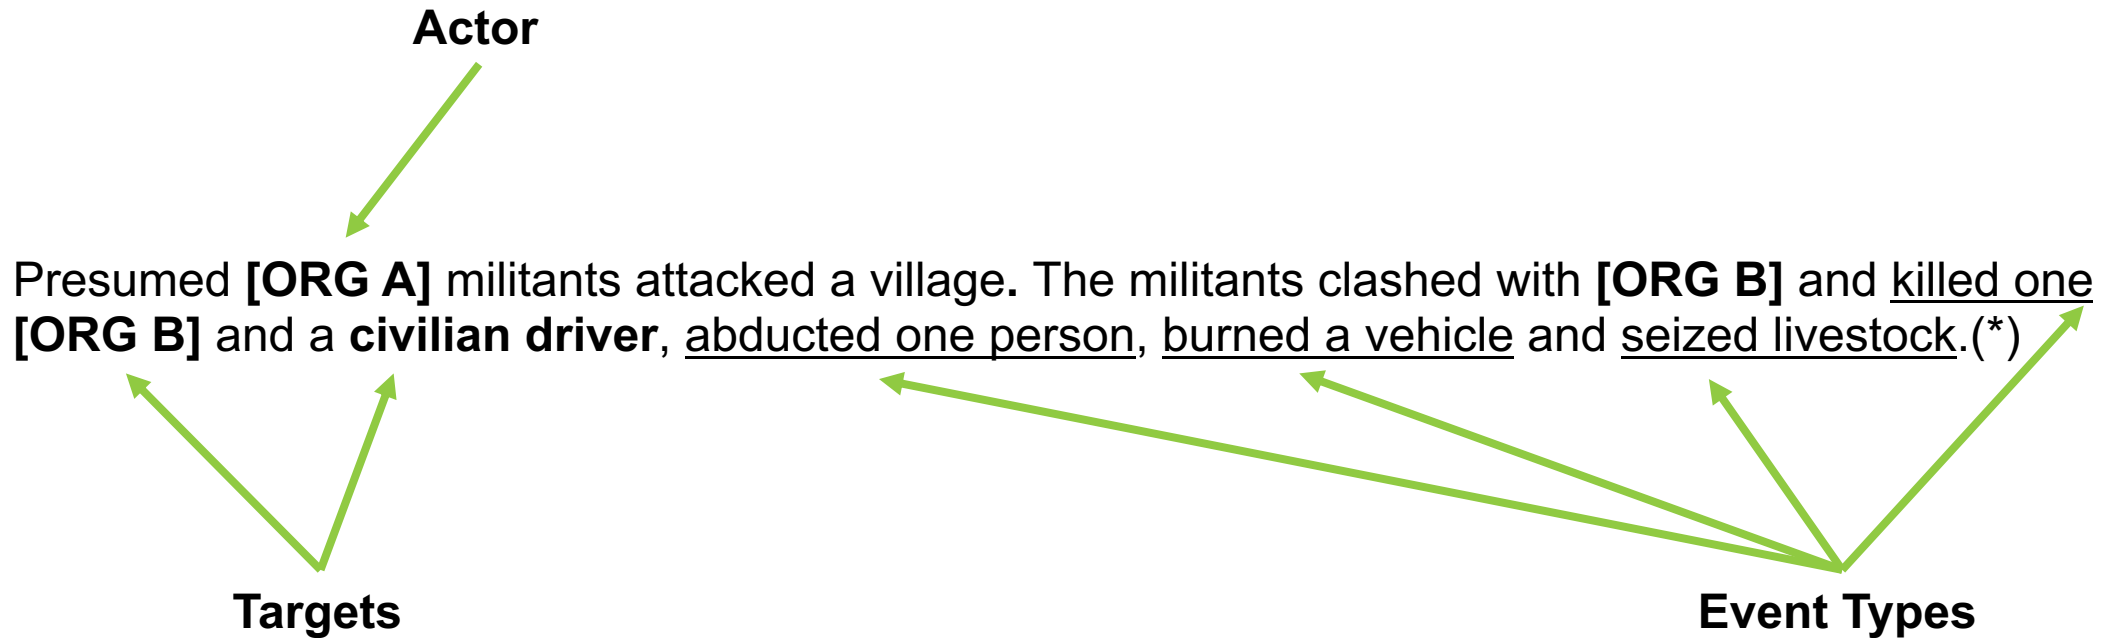 Actor
Presumed [ORG A] militants attacked a village. The militants clashed with [ORG B] and killed one
[ORG B] and a civilian driver, abducted one person, burned a vehicle and seized livestock.(*)
Targets
Event Types